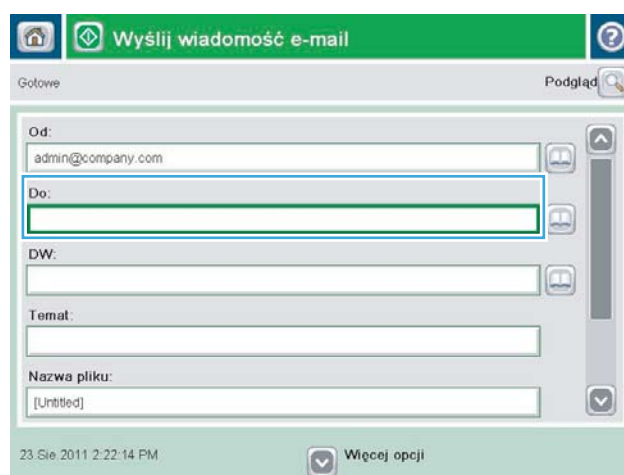 Wyślij wiadomość e-mail
?
Gotowe
Podgląd
Od:
admin@company.com
Do:
DW:
Temat:
Nazwa pliku:
[Untitled]
23 Sie 2011 2:22:14 PM
Więcej opcji